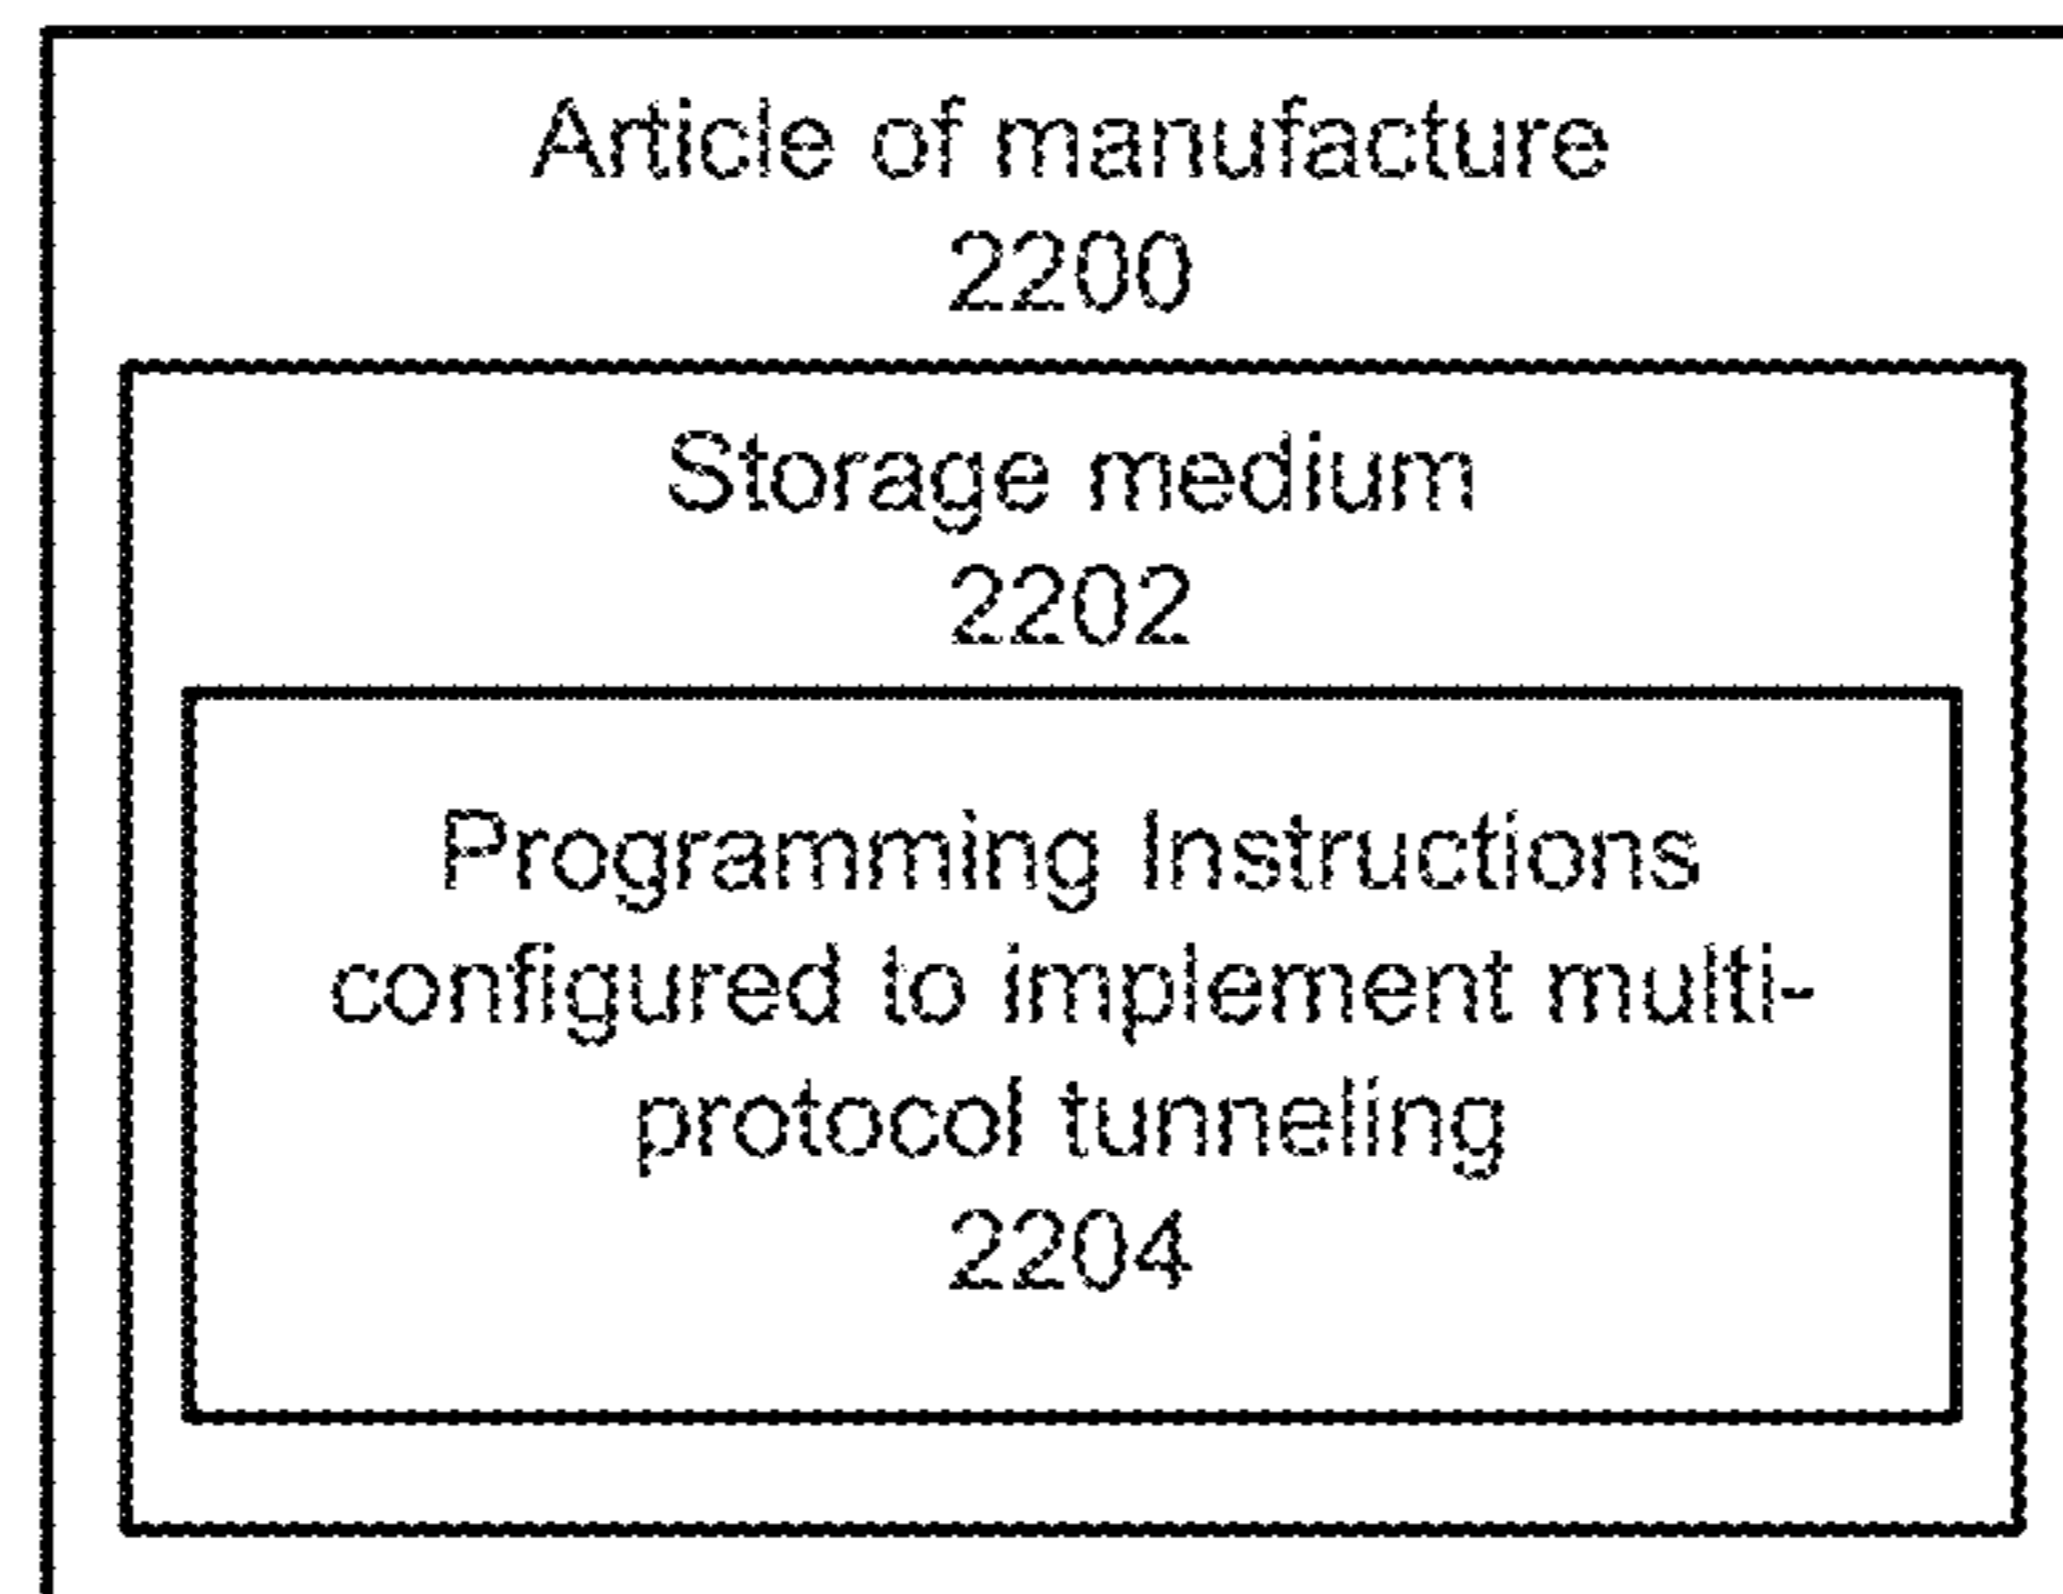 Article of manufacture
2200
Storage medium
2202
Programming Instructions
configured to implement multi-
protocol tunneling
2204